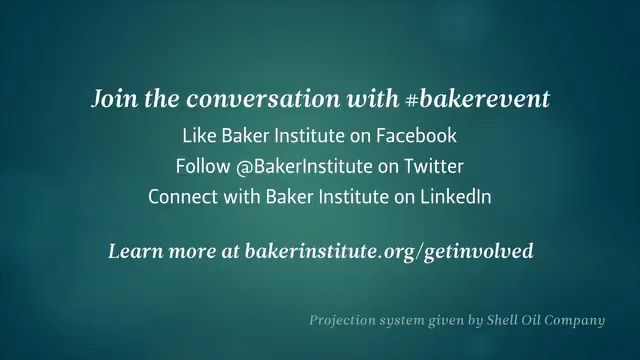 Join the conversation with #bakerevent
Like Baker Institute on Facebook
Follow @BakerInstitute on Twitter
Connect with Baker Institute on LinkedIn
Learn more at bakerinstitute.org/getinvolved
Projection system given by Shell Oil Company